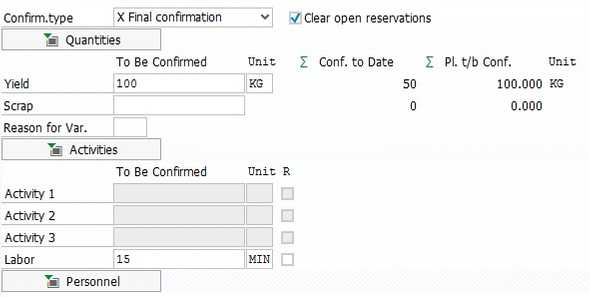 Confirm.type X Final confirmation Clear open reservations
Quantities
To Be Confirmed Unit Σ Conf. to Date Σ Pl. t/b Conf. Unit
Yield 100 KG 50 100.000 KG
Scrap 0 0.000
Reason for Var.
Activities
To Be Confirmed Unit R
Activity 1
Activity 2
Activity 3
Labor 15 MIN
Personnel